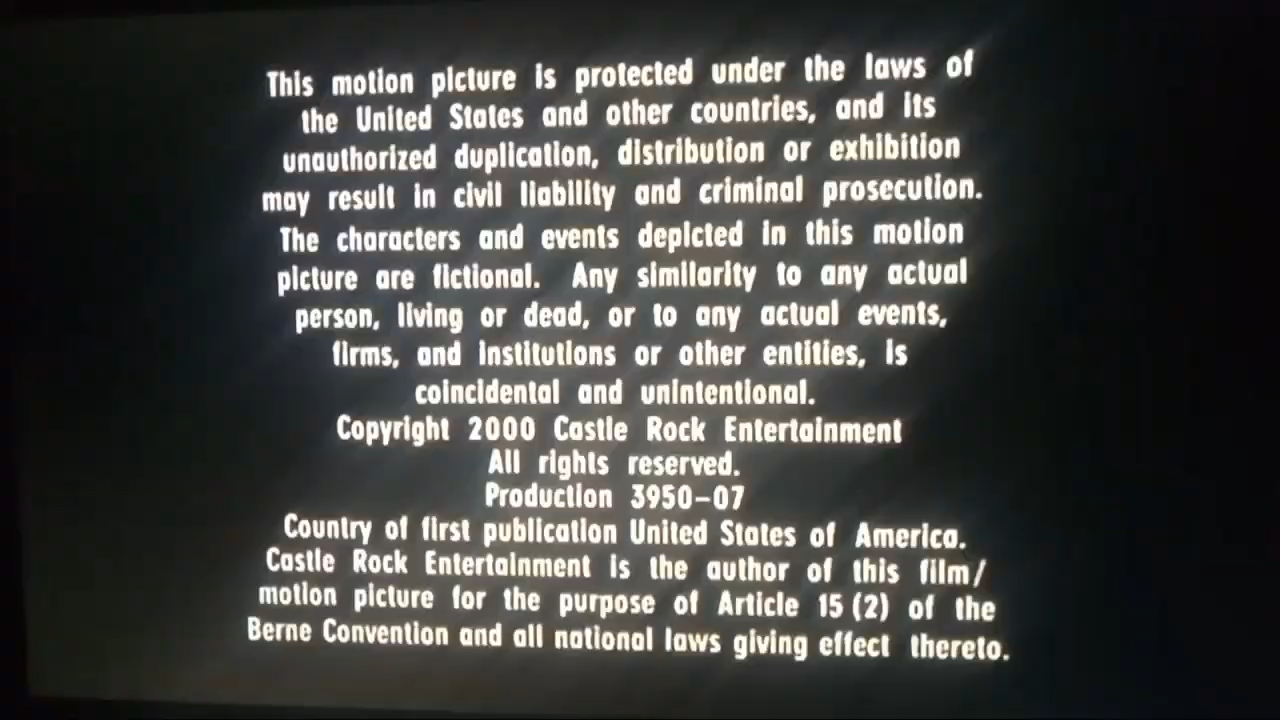 This motion picture is protected under the laws of
the United States and other countries, and its
unauthorized duplication, distribution or exhibition
may result in civil liability and criminal prosecution.
The characters and events depicted in this motion
picture are fictional. Any similarity to any actual
person, living or dead, or to any actual events,
firms, and institutions or other entities, is
coincidental and unintentional.
Copyright 2000 Castle Rock Entertainment
All rights reserved.
Production 3950-07
Country of first publication United States of America.
Castle Rock Entertainment is the author of this film/
motion picture for the purpose of Article 15 (2) of the
Berne Convention and all national laws giving effect thereto.